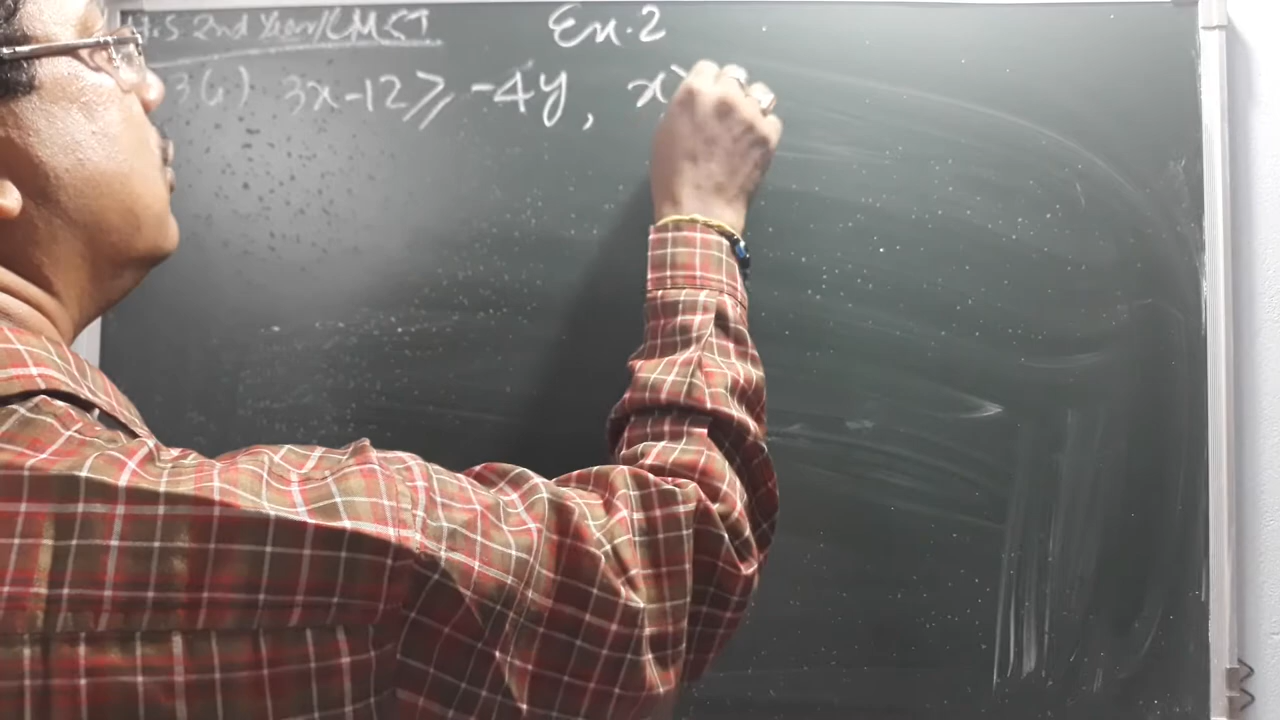 H.S 2nd Year/CMST Ex. 2
3(i) 3x-12 ⩾ -4y, x